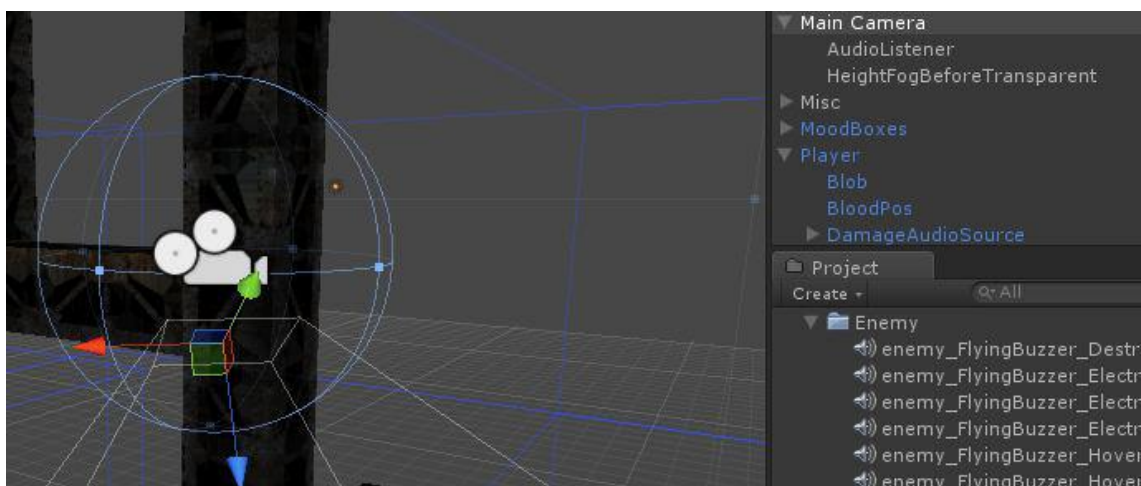 Main Camera
AudioListener
HeightFogBeforeTransparent
Misc
MoodBoxes
Player
Blob
BloodPos
DamageAudioSource
Project
Create
All
Enemy
enemy_FlyingBuzzer_Destr
enemy_FlyingBuzzer_Electr
enemy_FlyingBuzzer_Electr
enemy_FlyingBuzzer_Electr
enemy_FlyingBuzzer_Hover
enemy_FlyingBuzzer_Hover